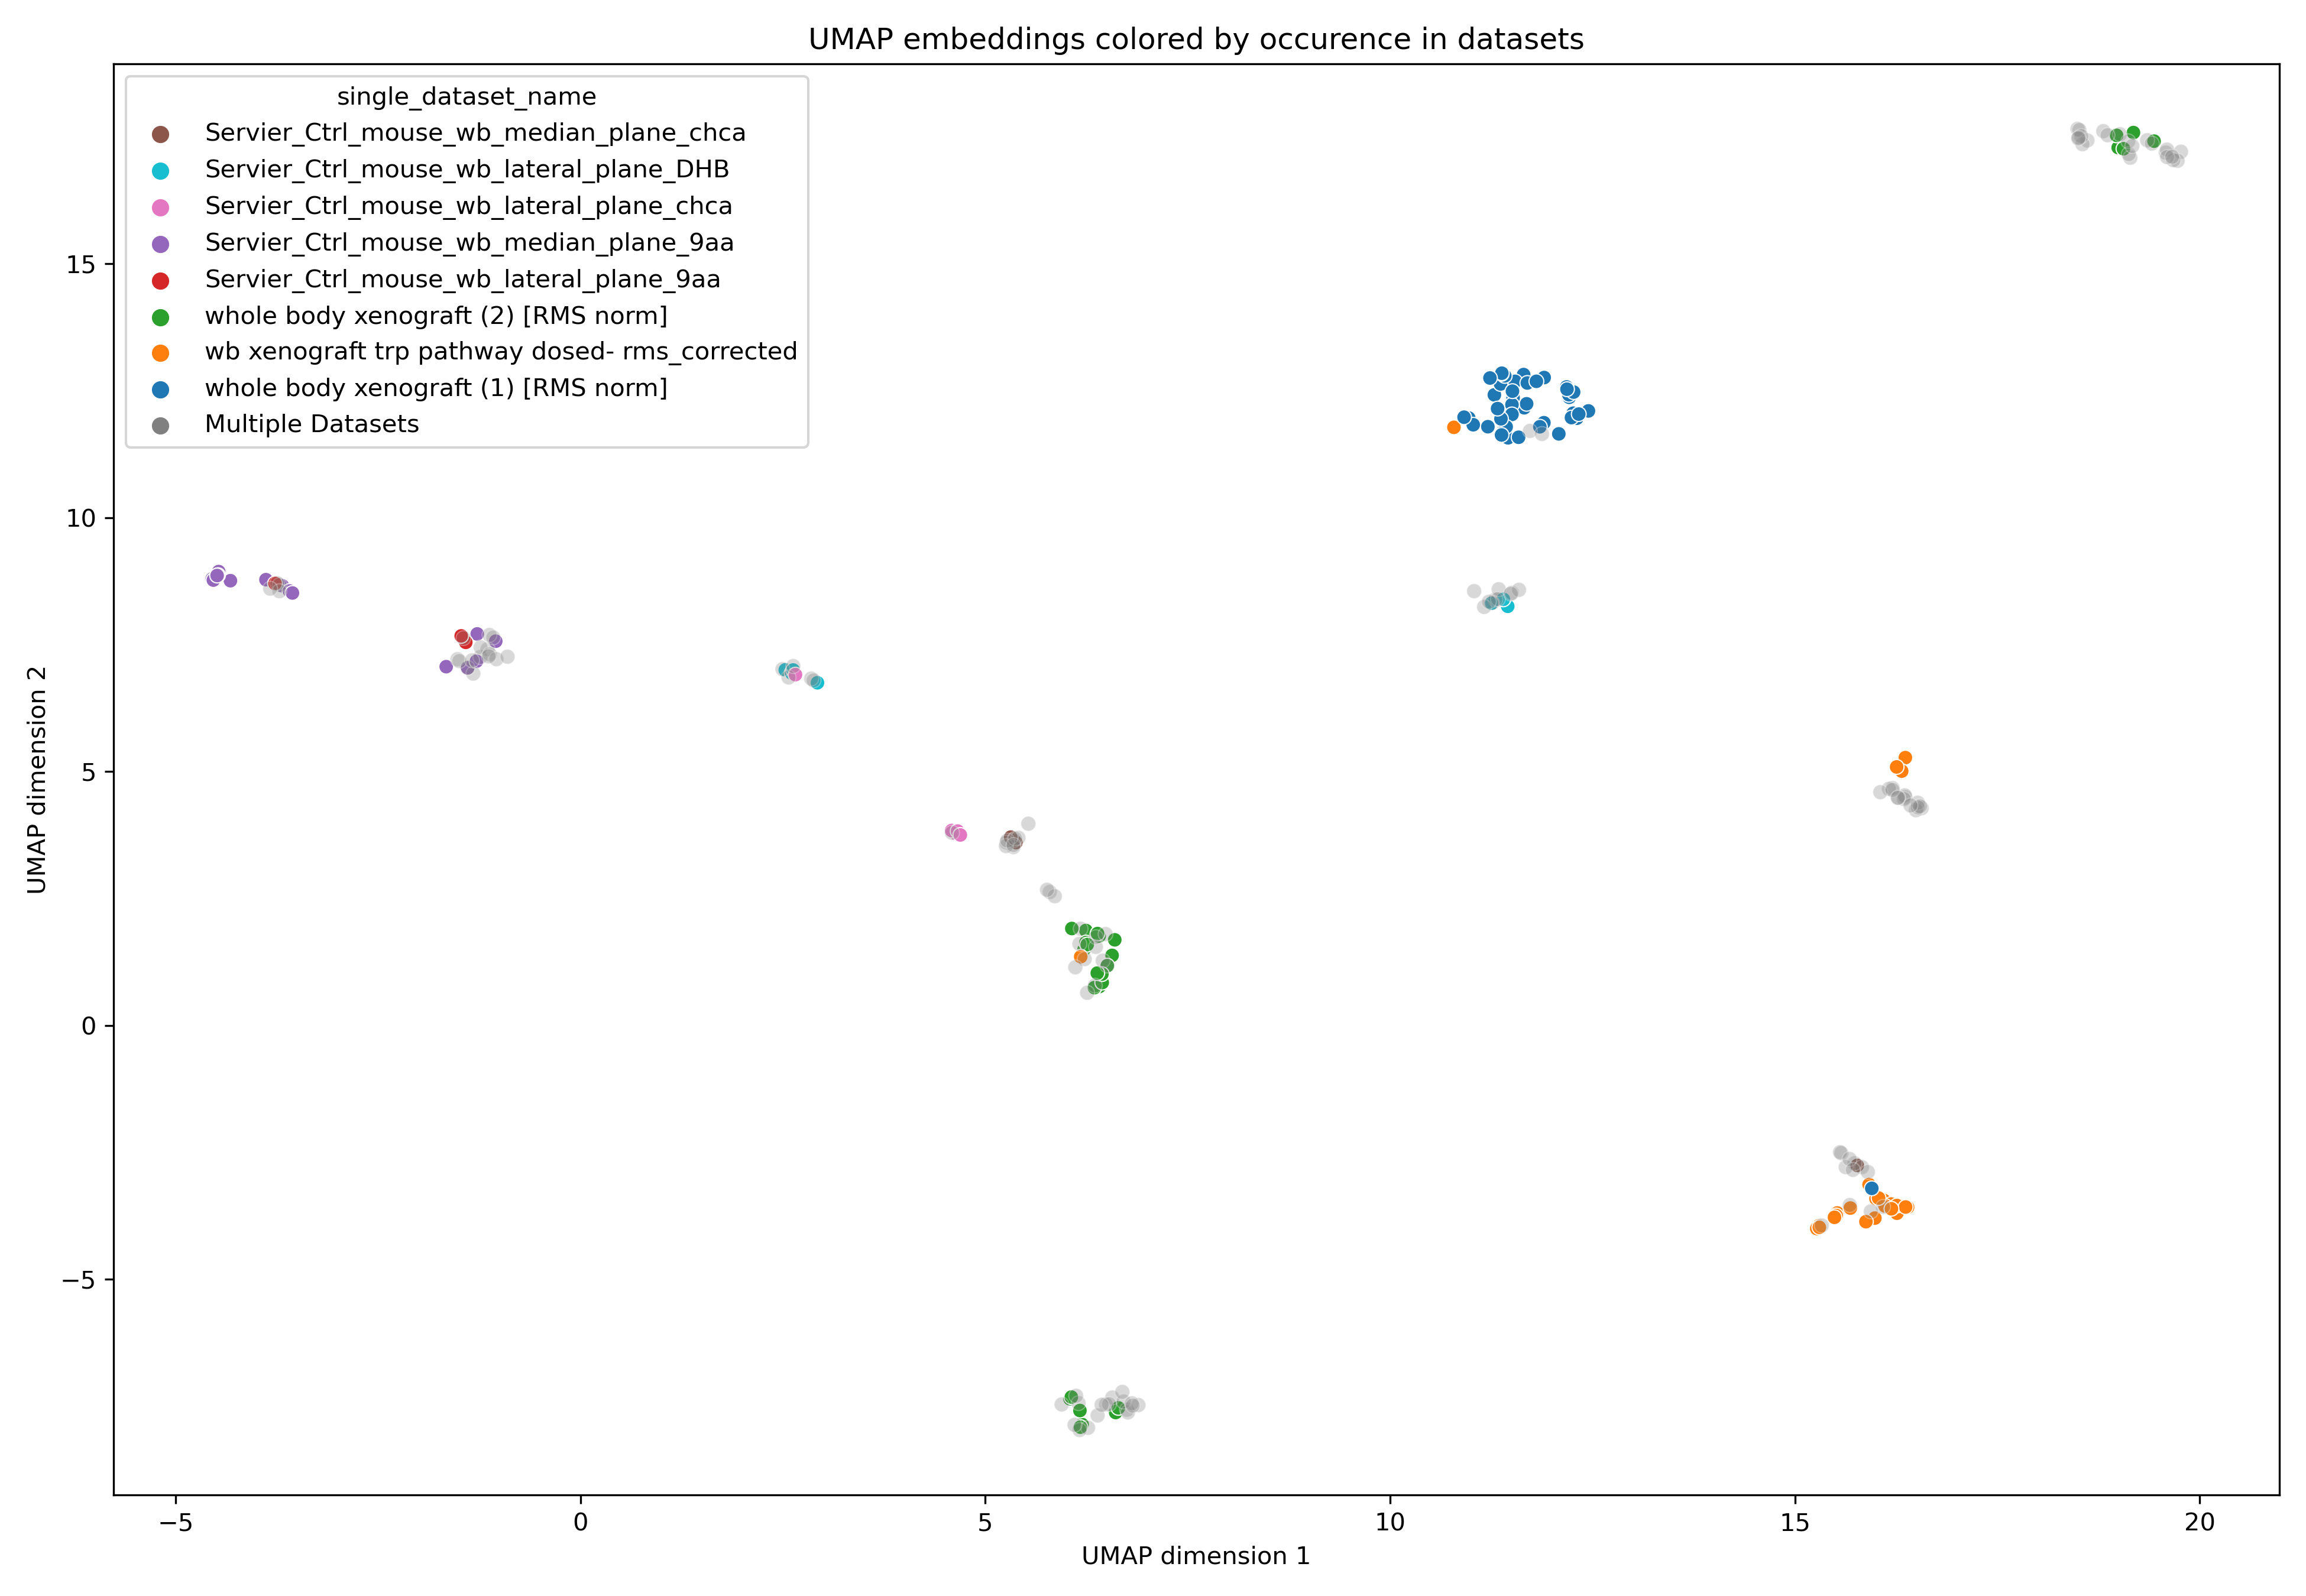 UMAP embeddings colored by occurence in datasets
single_dataset_name
Servier_Ctrl_mouse_wb_median_plane_chca
Servier_Ctrl_mouse_wb_lateral_plane_DHB
Servier_Ctrl_mouse_wb_lateral_plane_chca
Servier_Ctrl_mouse_wb_median_plane_9aa
Servier_Ctrl_mouse_wb_lateral_plane_9aa
whole body xenograft (2) [RMS norm]
wb xenograft trp pathway dosed- rms_corrected
whole body xenograft (1) [RMS norm]
Multiple Datasets
15
10
5
0
−5
UMAP dimension 2
−5
0
5
10
15
20
UMAP dimension 1